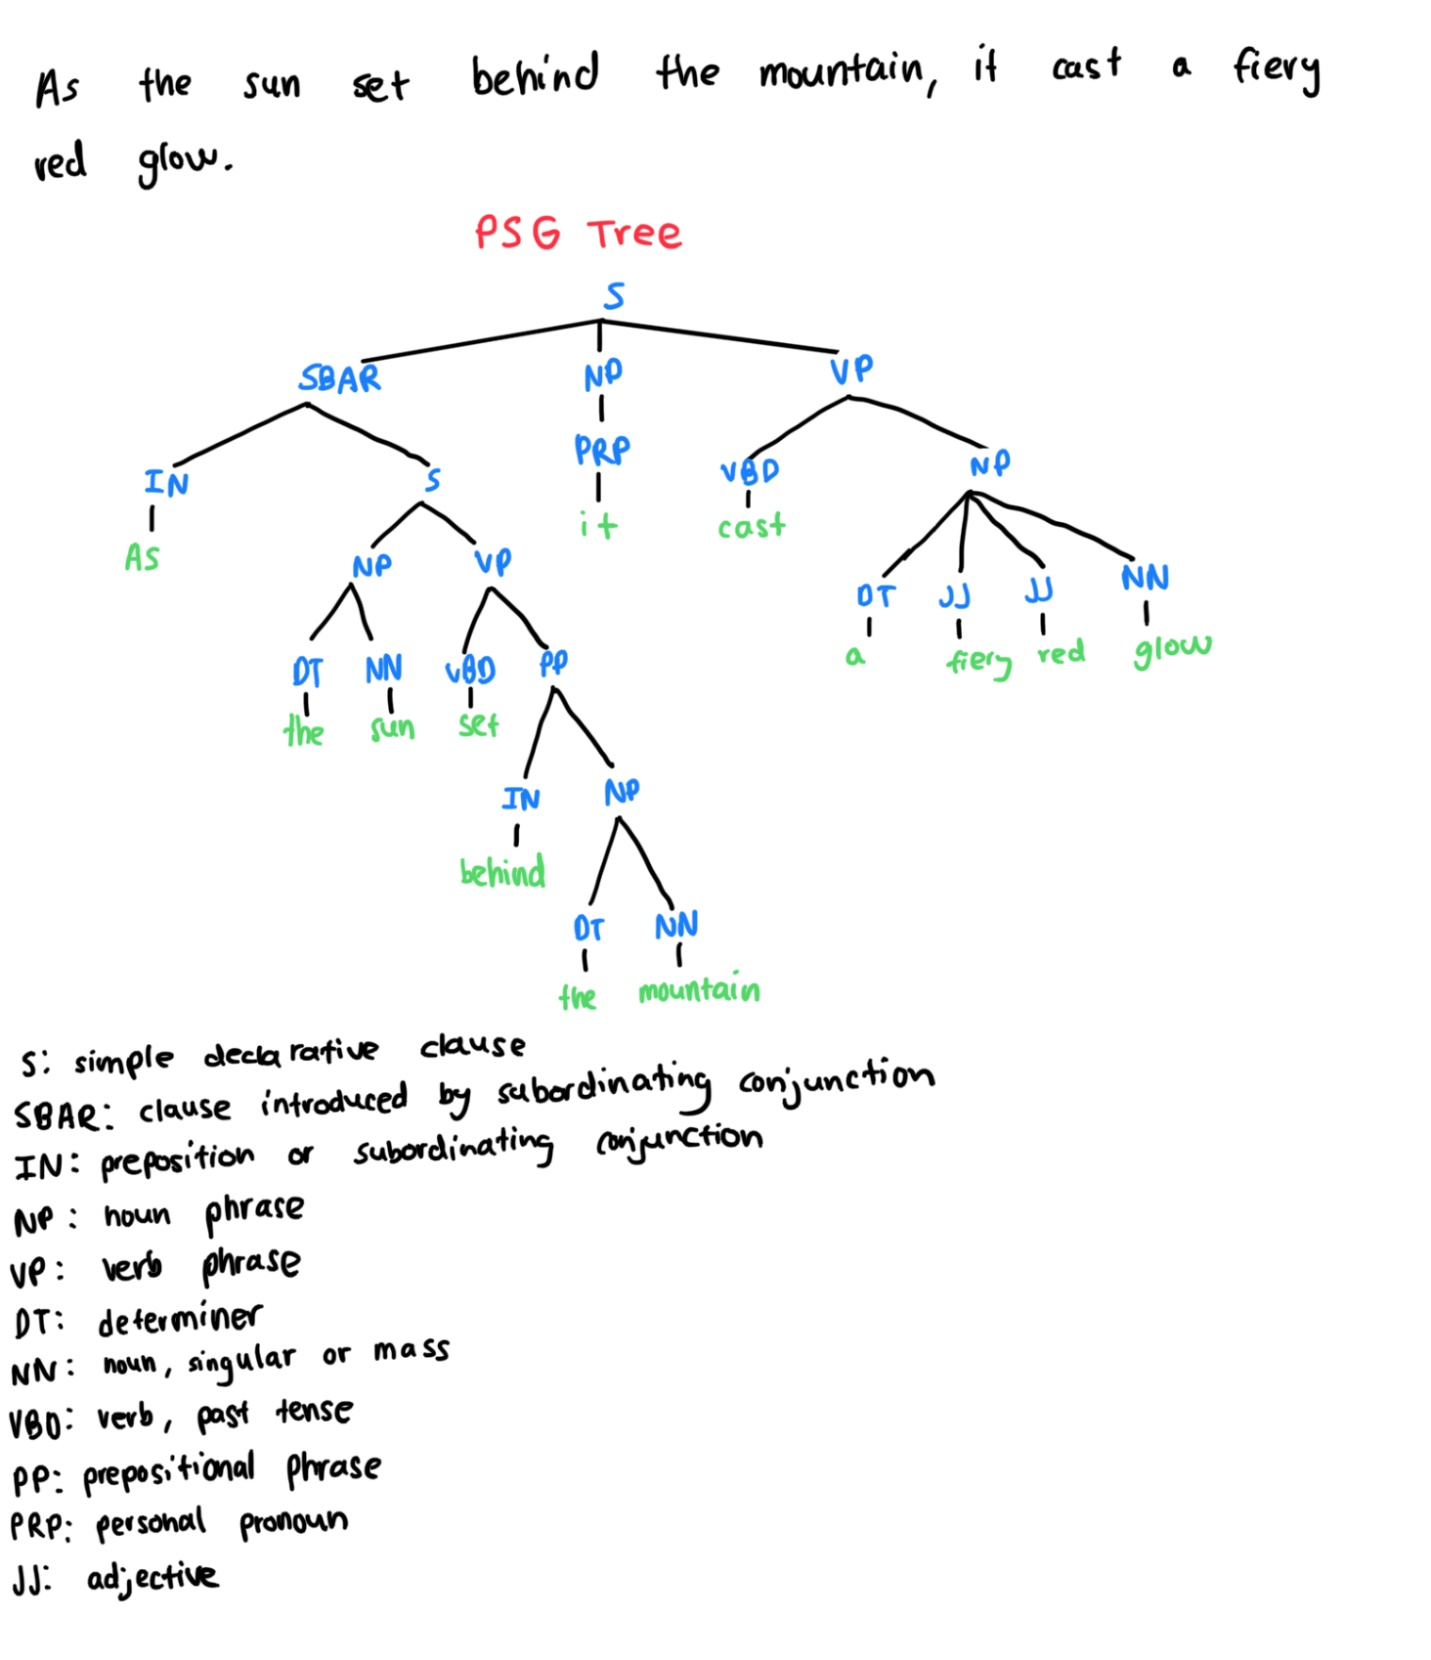 As the sun set behind the mountain, it cast a fiery
red glow.
PSG Tree
S
SBAR NP VP
IN S PRP VBD NP
As it cast
NP VP DT JJ JJ NN
a fiery red glow
DT NN VBD PP
the sun set
IN NP
behind
DT NN
the mountain
S: simple declarative clause
SBAR: clause introduced by subordinating conjunction
IN: preposition or subordinating conjunction
NP: noun phrase
VP: verb phrase
DT: determiner
NN: noun, singular or mass
VBD: verb, past tense
PP: prepositional phrase
PRP: personal pronoun
JJ: adjective